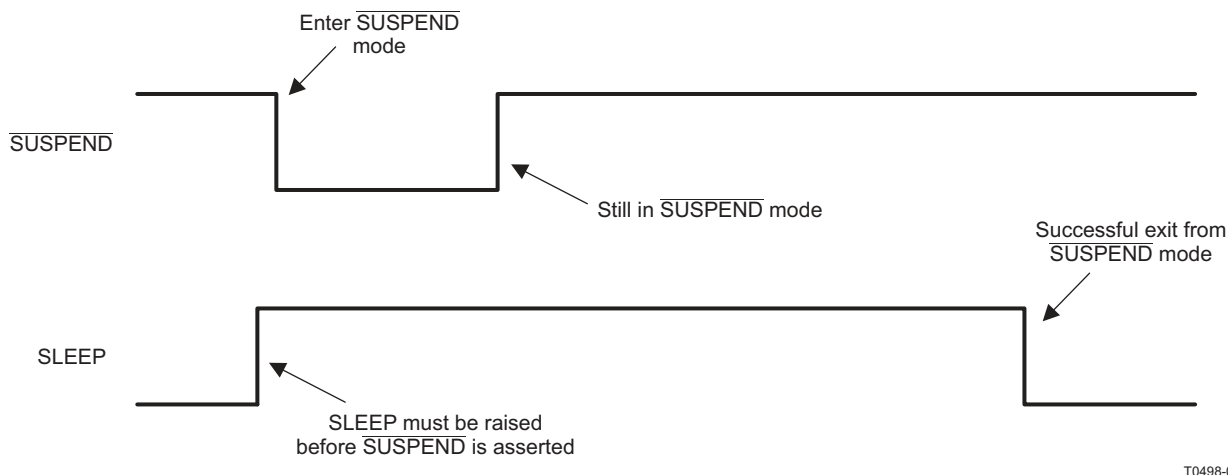 Enter SUSPEND
mode
SUSPEND
Still in SUSPEND mode
Successful exit from
SUSPEND mode
SLEEP
SLEEP must be raised
before SUSPEND is asserted